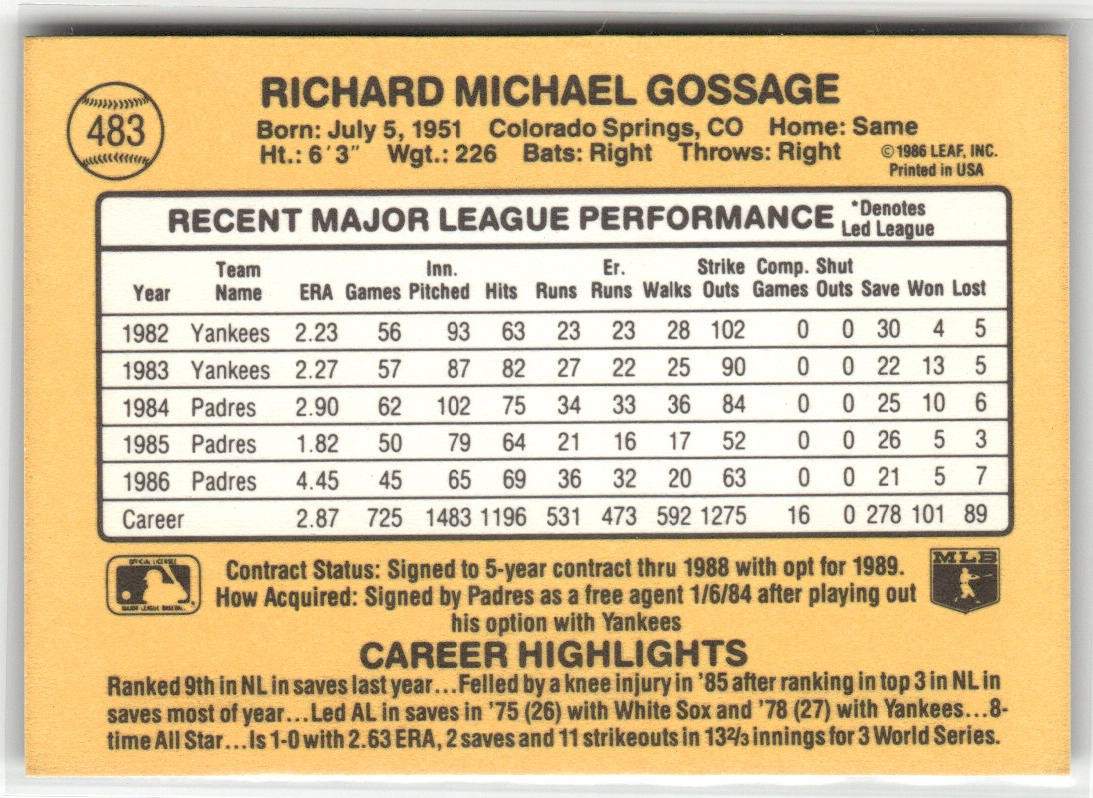 483
RICHARD MICHAEL GOSSAGE
Born: July 5, 1951 Colorado Springs, CO Home: Same
Ht.: 6´3˝ Wgt.: 226 Bats: Right Throws: Right ©1986 LEAF, INC.
Printed in USA
RECENT MAJOR LEAGUE PERFORMANCE *Denotes
Led League
Team Inn. Er. Strike Comp. Shut
Year Name ERA Games Pitched Hits Runs Runs Walks Outs Games Outs Save Won Lost
1982 Yankees 2.23 56 93 63 23 23 28 102 0 0 30 4 5
1983 Yankees 2.27 57 87 82 27 22 25 90 0 0 22 13 5
1984 Padres 2.90 62 102 75 34 33 36 84 0 0 25 10 6
1985 Padres 1.82 50 79 64 21 16 17 52 0 0 26 5 3
1986 Padres 4.45 45 65 69 36 32 20 63 0 0 21 5 7
Career 2.87 725 1483 1196 531 473 592 1275 16 0 278 101 89
OFFICIAL LICENSEE
MAJOR LEAGUE BASEBALL
MLB
Contract Status: Signed to 5-year contract thru 1988 with opt for 1989.
How Acquired: Signed by Padres as a free agent 1/6/84 after playing out
his option with Yankees
CAREER HIGHLIGHTS
Ranked 9th in NL in saves last year...Felled by a knee injury in '85 after ranking in top 3 in NL in
saves most of year...Led AL in saves in '75 (26) with White Sox and '78 (27) with Yankees...8-
time All Star...Is 1-0 with 2.63 ERA, 2 saves and 11 strikeouts in 13⅔ innings for 3 World Series.